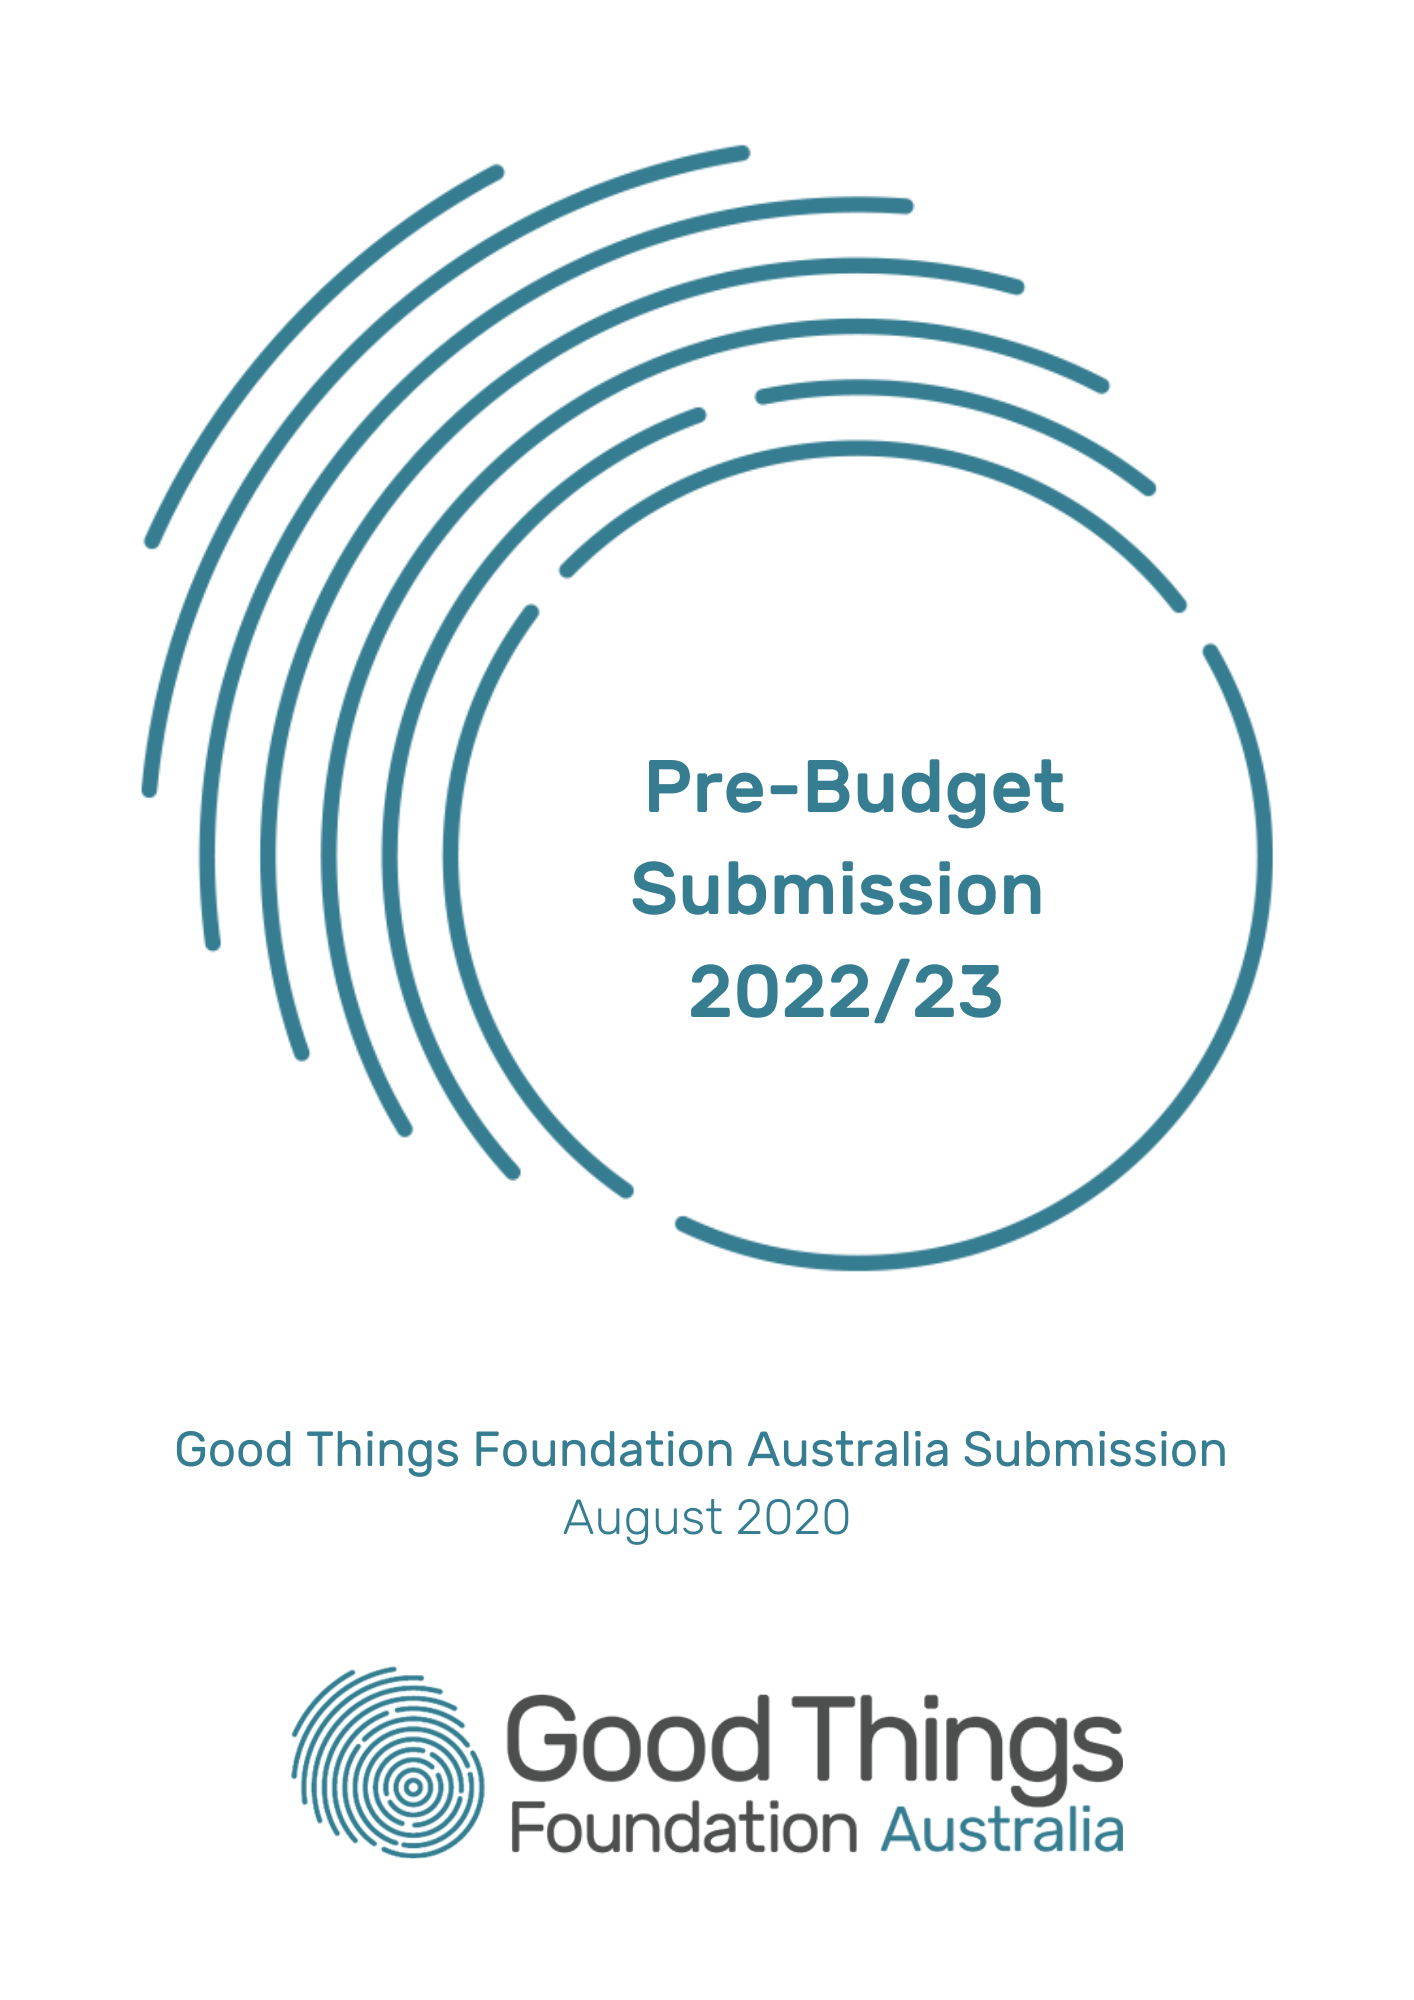 Pre-Budget
Submission
2022/23
Good Things Foundation Australia Submission
August 2020
Good Things
Foundation Australia